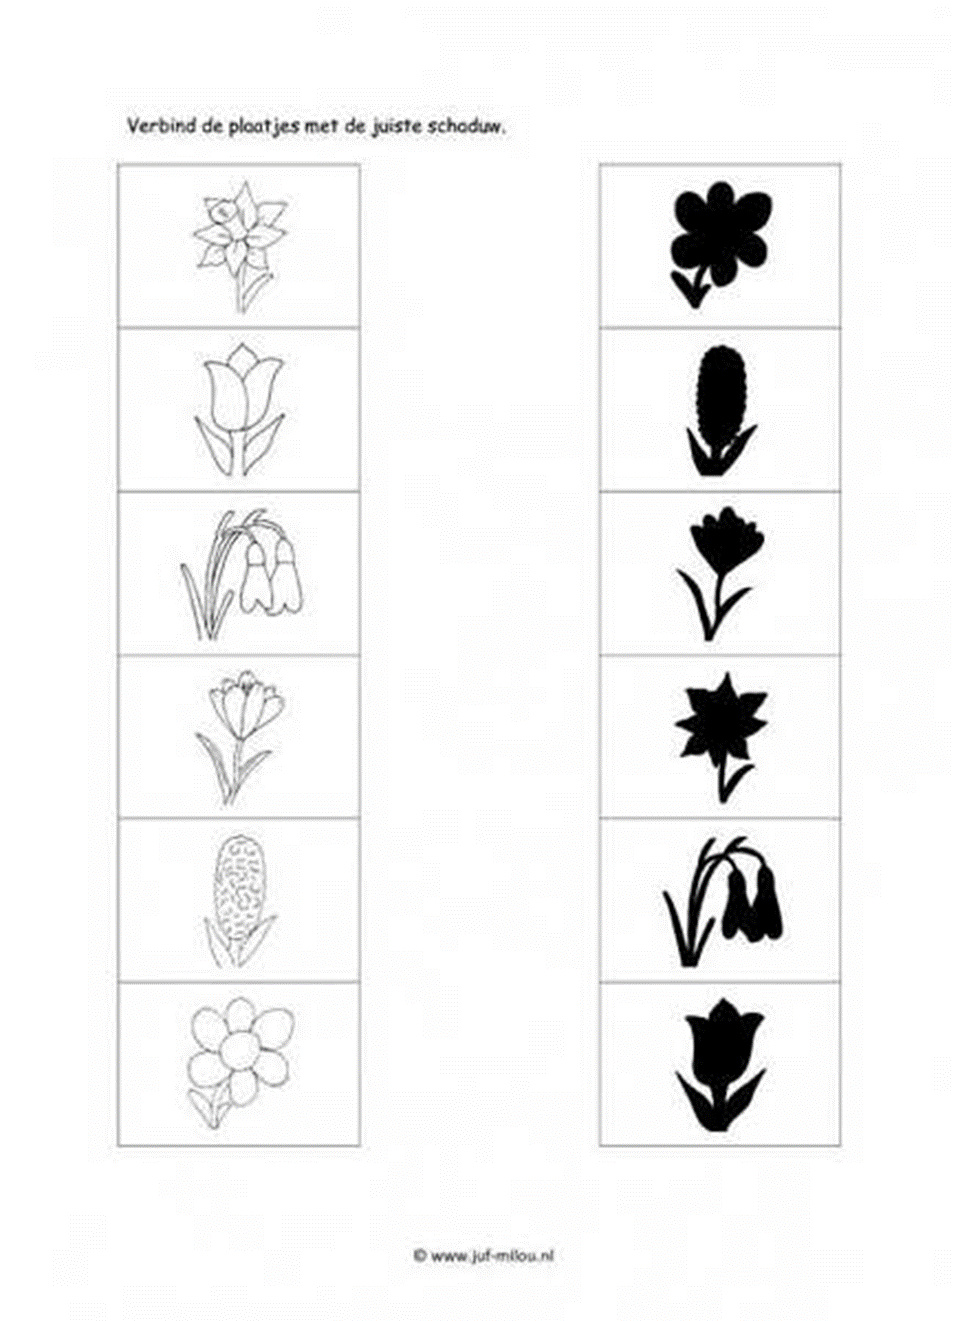 Verbind de plaatjes met de juiste schaduw.
© www.juf-milou.nl